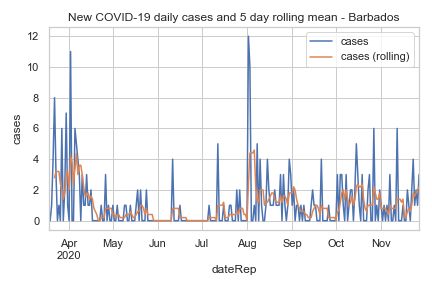 New COVID-19 daily cases and 5 day rolling mean - Barbados
cases
cases (rolling)
12
10
8
6
4
2
0
cases
Apr May Jun Jul Aug Sep Oct Nov
2020
dateRep